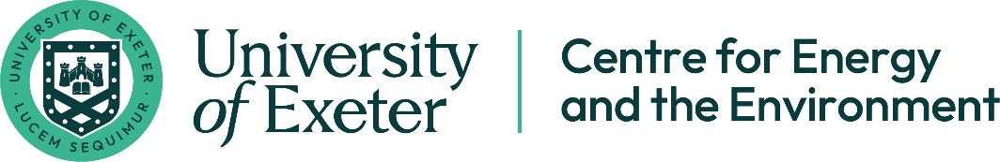 UNIVERSITY OF EXETER
LUCEM SEQUIMUR
University
of Exeter
Centre for Energy
and the Environment